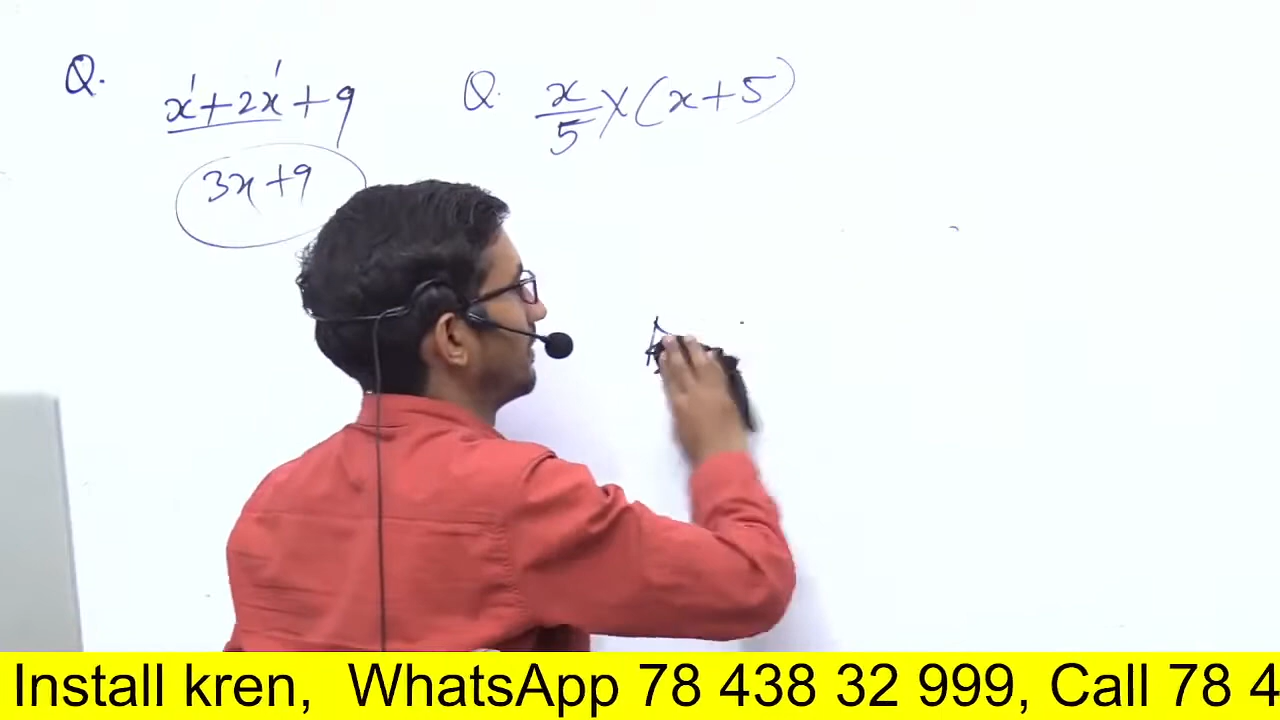 Q. x¹+2x¹+9
3x+9
Q. x/5 × (x+5)
Install kren, WhatsApp 78 438 32 999, Call 78 4